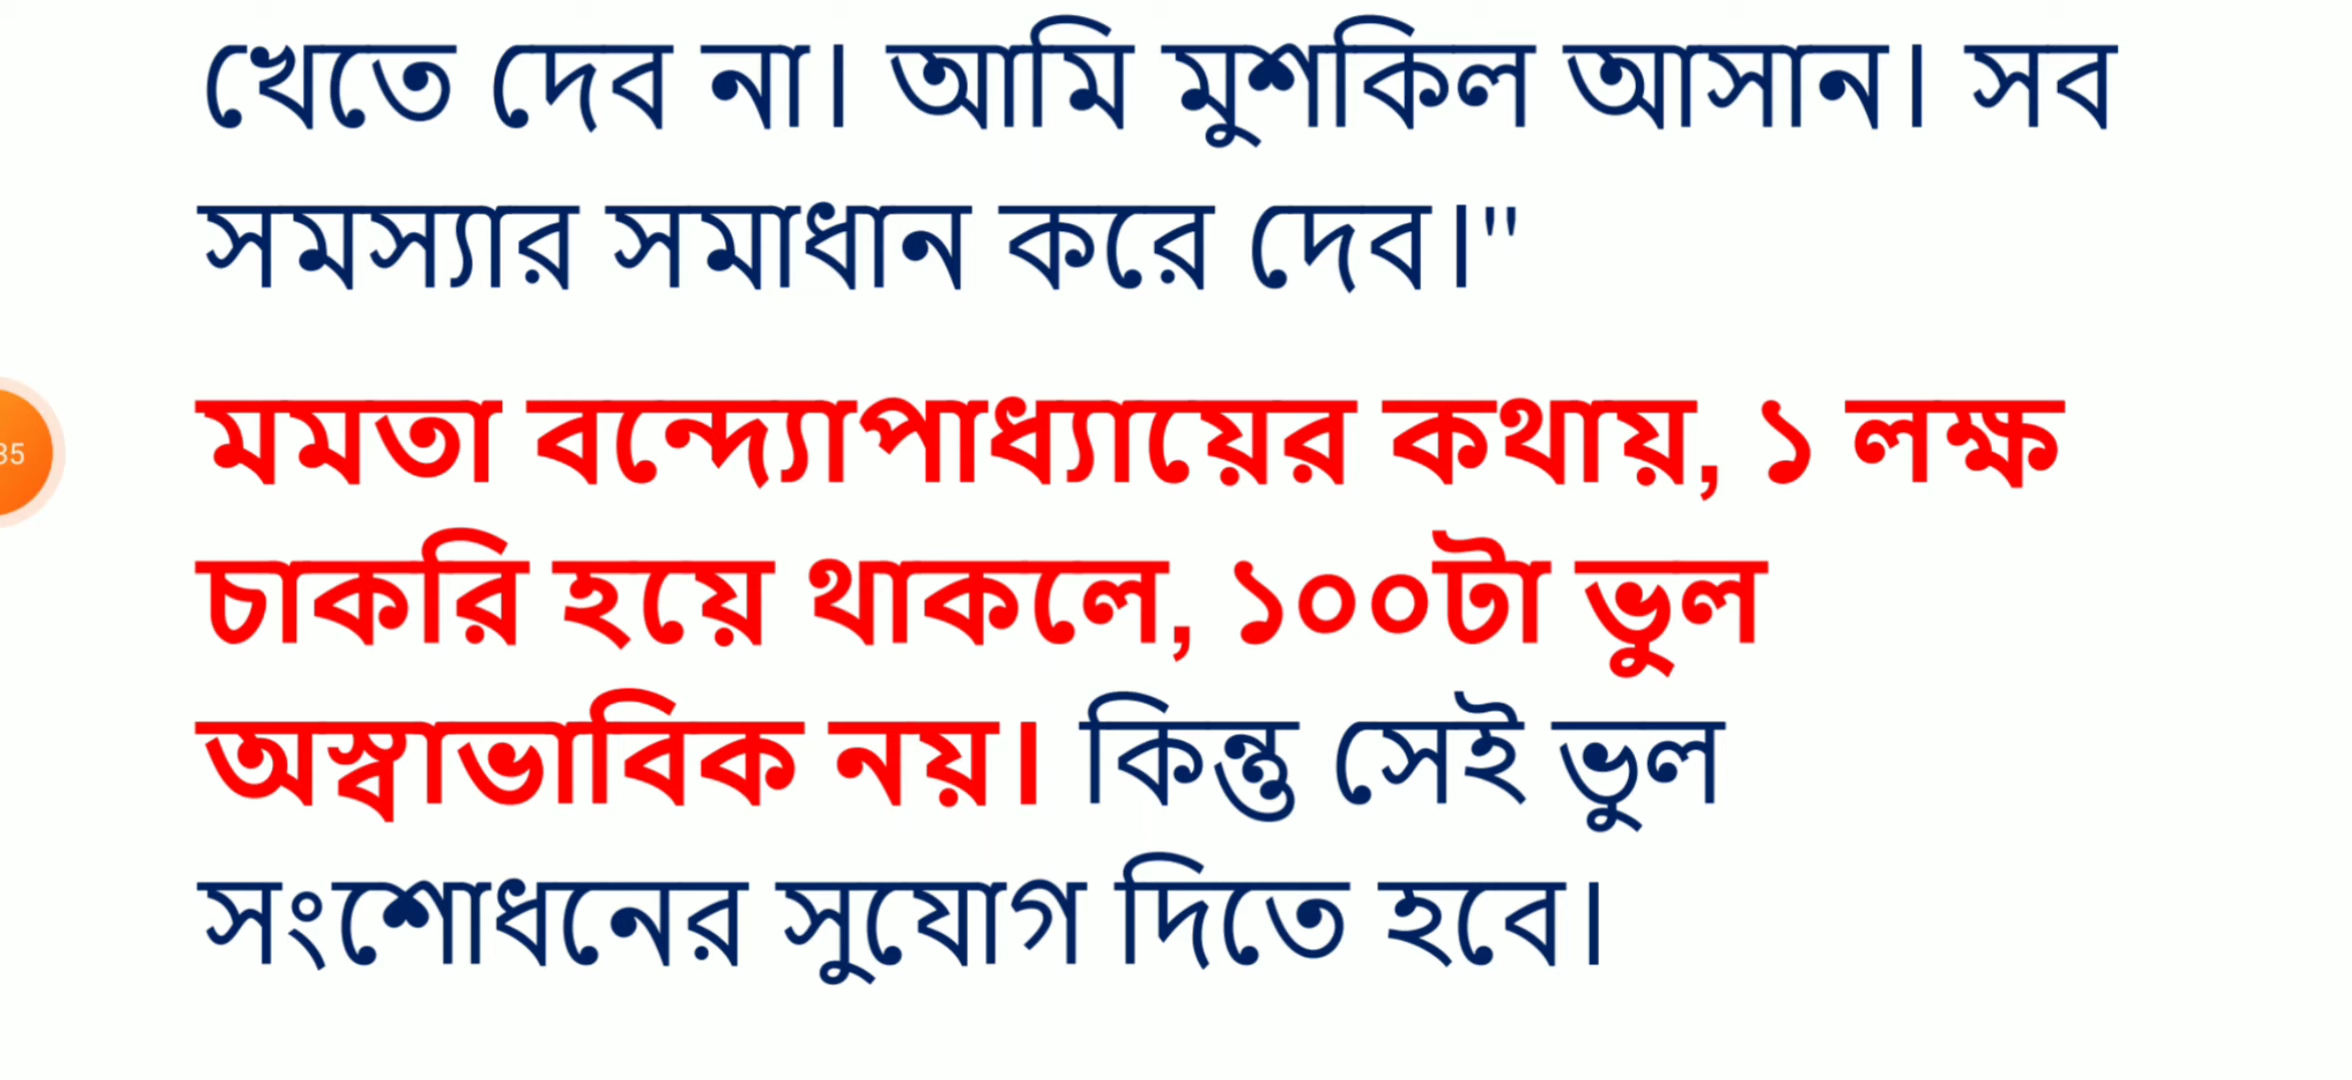 খেতে দেব না। আমি মুশকিল আসান। সব
সমস্যার সমাধান করে দেব।"
মমতা বন্দ্যোপাধ্যায়ের কথায়, ১ লক্ষ
35
চাকরি হয়ে থাকলে, ১০০টা ভুল
অস্বাভাবিক নয়। কিন্তু সেই ভুল
সংশোধনের সুযোগ দিতে হবে।